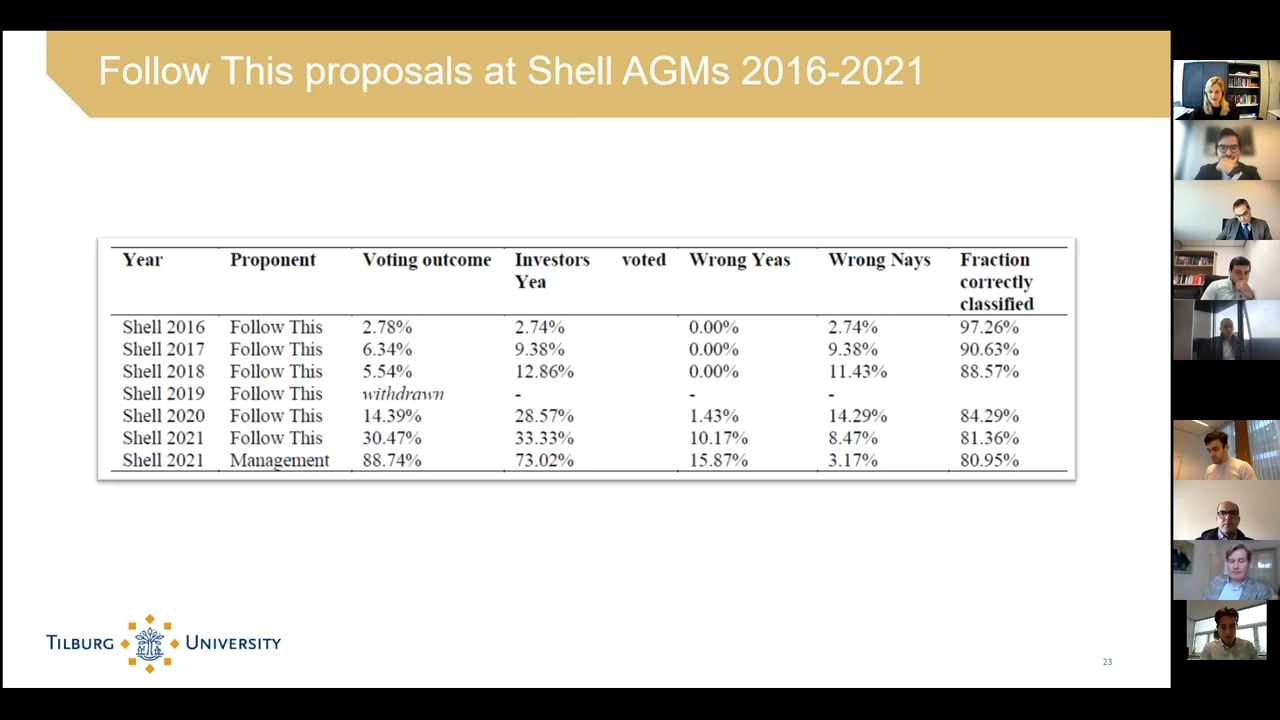 Follow This proposals at Shell AGMs 2016-2021
Year Proponent Voting outcome Investors voted Yea Wrong Yeas Wrong Nays Fraction correctly classified
Shell 2016 Follow This 2.78% 2.74% 0.00% 2.74% 97.26%
Shell 2017 Follow This 6.34% 9.38% 0.00% 9.38% 90.63%
Shell 2018 Follow This 5.54% 12.86% 0.00% 11.43% 88.57%
Shell 2019 Follow This withdrawn - - -
Shell 2020 Follow This 14.39% 28.57% 1.43% 14.29% 84.29%
Shell 2021 Follow This 30.47% 33.33% 10.17% 8.47% 81.36%
Shell 2021 Management 88.74% 73.02% 15.87% 3.17% 80.95%
TILBURG UNIVERSITY
23